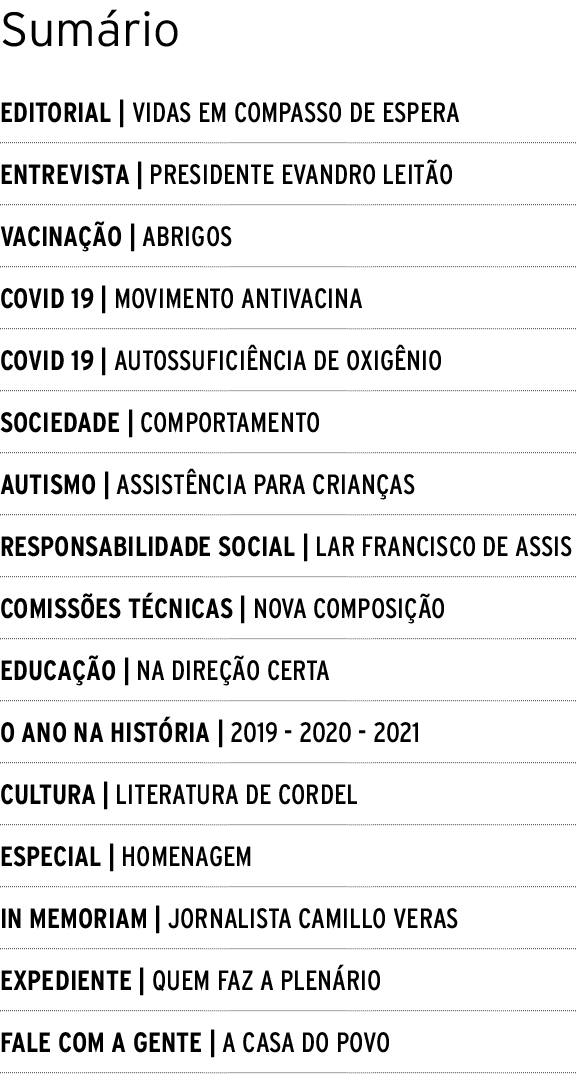 Sumário
EDITORIAL | VIDAS EM COMPASSO DE ESPERA
ENTREVISTA | PRESIDENTE EVANDRO LEITÃO
VACINAÇÃO | ABRIGOS
COVID 19 | MOVIMENTO ANTIVACINA
COVID 19 | AUTOSSUFICIÊNCIA DE OXIGÊNIO
SOCIEDADE | COMPORTAMENTO
AUTISMO | ASSISTÊNCIA PARA CRIANÇAS
RESPONSABILIDADE SOCIAL | LAR FRANCISCO DE ASSIS
COMISSÕES TÉCNICAS | NOVA COMPOSIÇÃO
EDUCAÇÃO | NA DIREÇÃO CERTA
O ANO NA HISTÓRIA | 2019 - 2020 - 2021
CULTURA | LITERATURA DE CORDEL
ESPECIAL | HOMENAGEM
IN MEMORIAM | JORNALISTA CAMILLO VERAS
EXPEDIENTE | QUEM FAZ A PLENÁRIO
FALE COM A GENTE | A CASA DO POVO